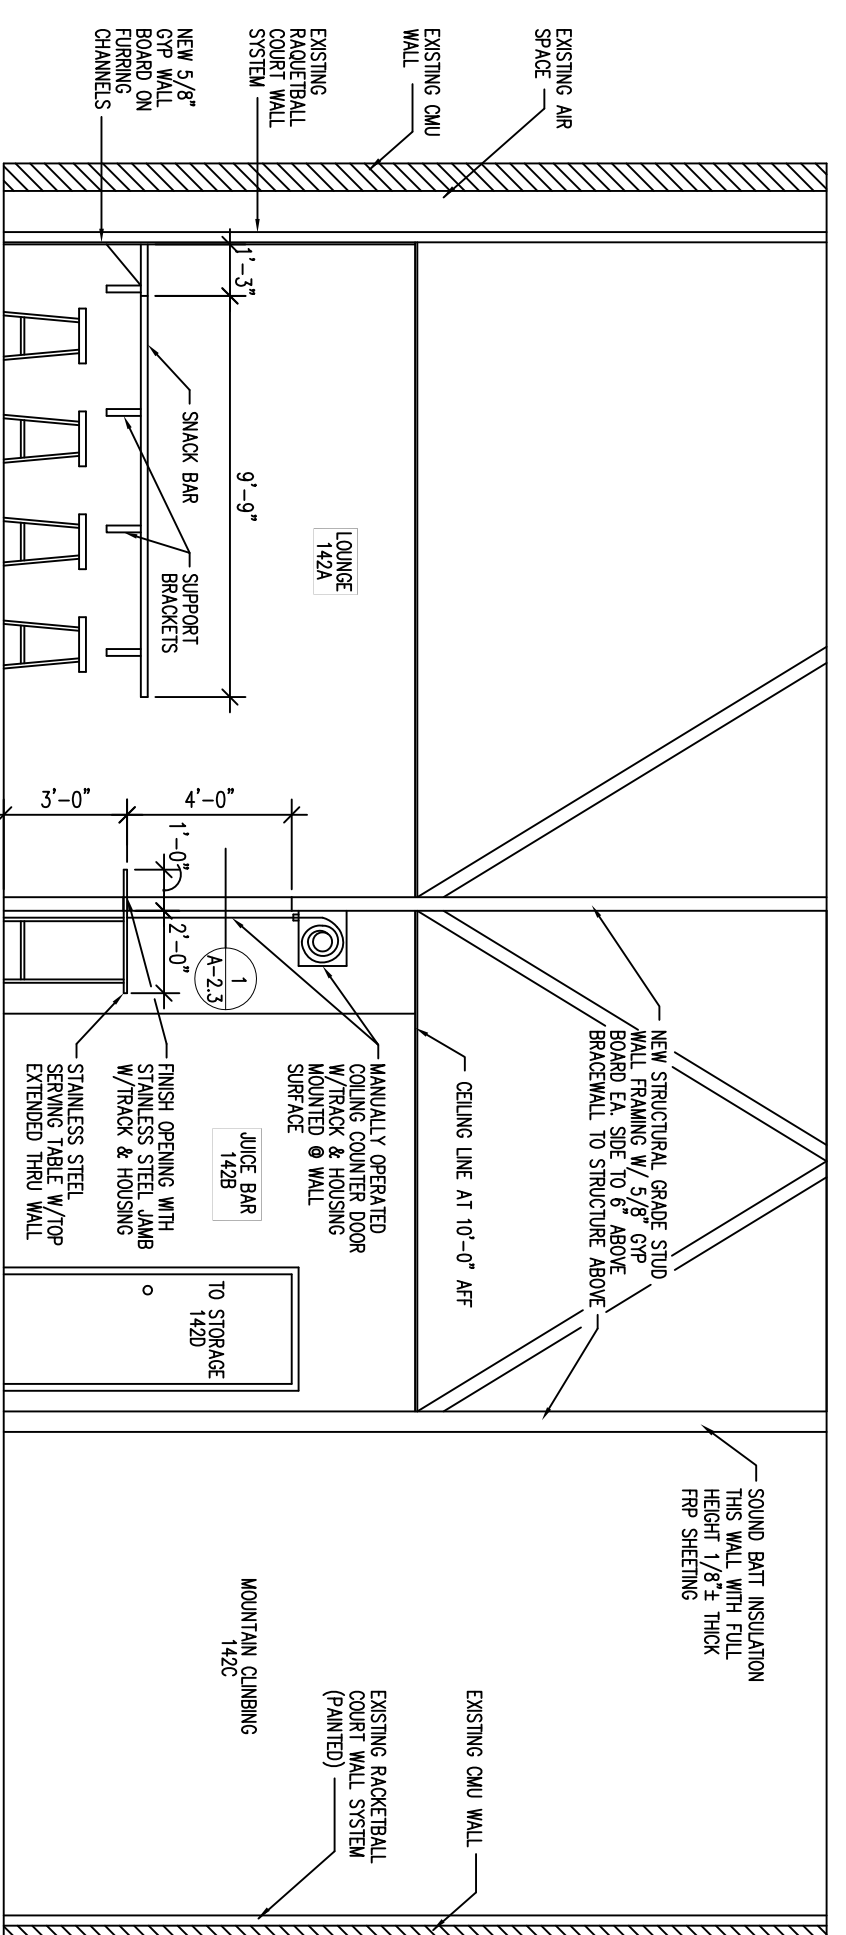 EXISTING AIR
SPACE
EXISTING CMU
WALL
EXISTING
RAQUETBALL
COURT WALL
SYSTEM
NEW 5/8"
GYP WALL
BOARD ON
FURRING
CHANNELS
1'-3"
9'-9"
SNACK BAR
SUPPORT
BRACKETS
LOUNGE
142A
3'-0"
4'-0"
1'-0"
2'-0"
1
A-2.3
NEW STRUCTURAL GRADE STUD
WALL FRAMING W/ 5/8" GYP
BOARD EA. SIDE TO 6" ABOVE
BRACEWALL TO STRUCTURE ABOVE
CEILING LINE AT 10'-0" AFF
MANUALLY OPERATED
COILING COUNTER DOOR
W/TRACK & HOUSING
MOUNTED @ WALL
SURFACE
JUICE BAR
142B
FINISH OPENING WITH
STAINLESS STEEL JAMB
W/TRACK & HOUSING
STAINLESS STEEL
SERVING TABLE W/TOP
EXTENDED THRU WALL
TO STORAGE
142D
SOUND BATT INSULATION
THIS WALL WITH FULL
HEIGHT 1/8"± THICK
FRP SHEETING
MOUNTAIN CLINBING
142C
EXISTING CMU WALL
EXISTING RACKETBALL
COURT WALL SYSTEM
(PAINTED)